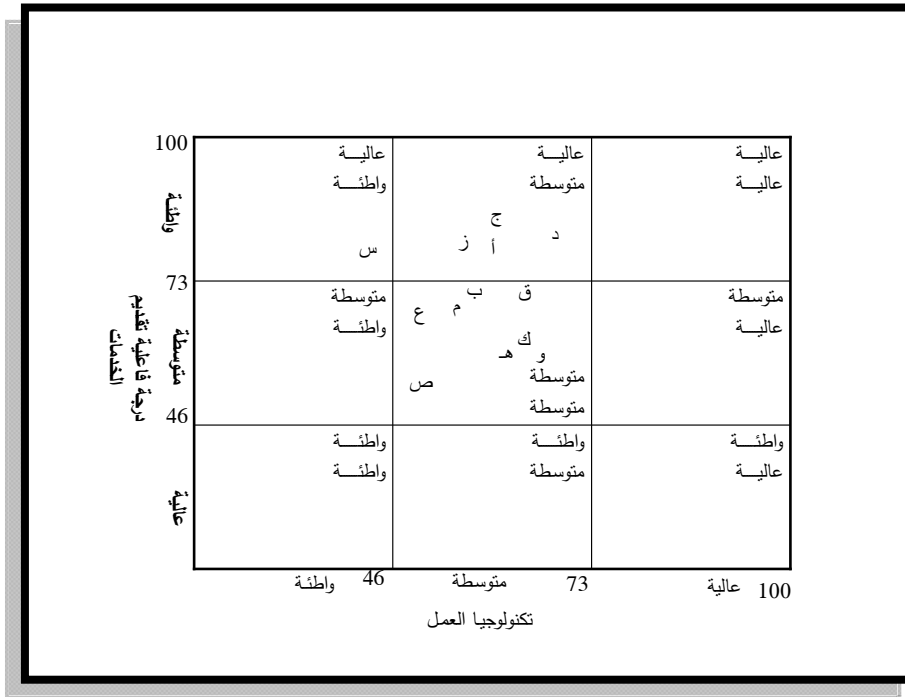 100
عاليـــة
واطئـــة
عاليـــة
متوسطة
عاليـــة
عاليـــة
واطئة
ج
د
ز
أ
س
73
متوسطة
واطئـــة
ب
ق
م
ع
ك
و
هـ
ص
متوسطة
متوسطة
متوسطة
عاليـــة
متوسطة
درجة فاعلية تقديم
الخدمات
46
واطئـــة
واطئـــة
واطئـــة
متوسطة
واطئـــة
عاليـــة
عالية
واطئـة
46
متوسطة
73
عالية
100
تكنولوجيا العمل